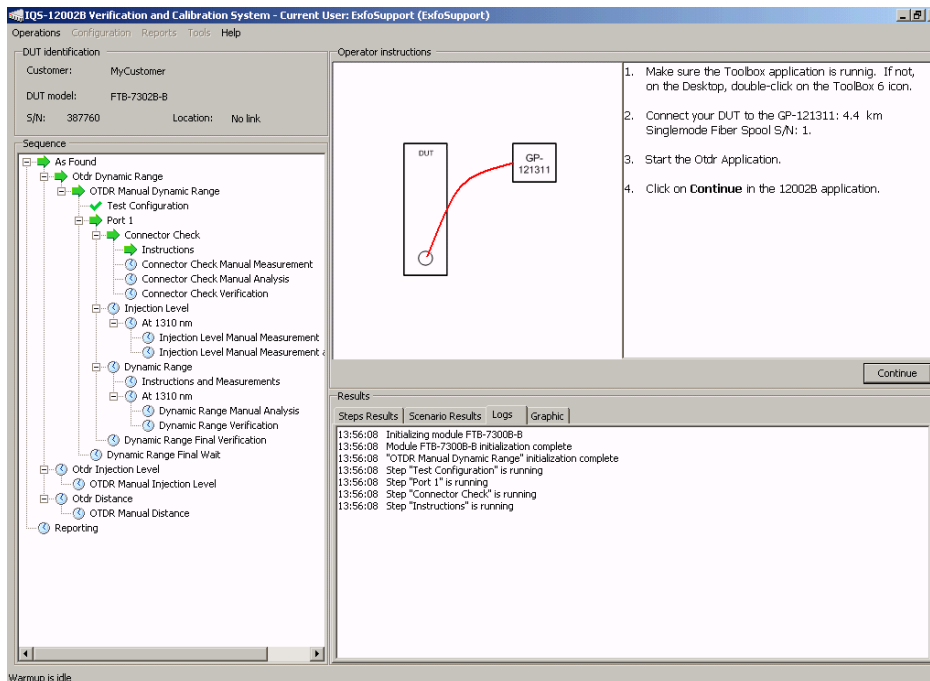 IQS-12002B Verification and Calibration System - Current User: ExfoSupport (ExfoSupport)
Operations Configuration Reports Tools Help
DUT identification
Customer: MyCustomer
DUT model: FTB-7302B-B
S/N: 387760 Location: No link
Sequence
As Found
Otdr Dynamic Range
OTDR Manual Dynamic Range
Test Configuration
Port 1
Connector Check
Instructions
Connector Check Manual Measurement
Connector Check Manual Analysis
Connector Check Verification
Injection Level
At 1310 nm
Injection Level Manual Measurement
Injection Level Manual Measurement a
Dynamic Range
Instructions and Measurements
At 1310 nm
Dynamic Range Manual Analysis
Dynamic Range Verification
Dynamic Range Final Verification
Dynamic Range Final Wait
Otdr Injection Level
OTDR Manual Injection Level
Otdr Distance
OTDR Manual Distance
Reporting
Operator instructions
DUT
GP-
121311
1. Make sure the Toolbox application is runnig. If not,
on the Desktop, double-click on the ToolBox 6 icon.
2. Connect your DUT to the GP-121311: 4.4 km
Singlemode Fiber Spool S/N: 1.
3. Start the Otdr Application.
4. Click on Continue in the 12002B application.
Continue
Results
Steps Results Scenario Results Logs Graphic
13:56:08 Initializing module FTB-7300B-B
13:56:08 Module FTB-7300B-B initialization complete
13:56:08 "OTDR Manual Dynamic Range" initialization complete
13:56:08 Step "Test Configuration" is running
13:56:08 Step "Port 1" is running
13:56:08 Step "Connector Check" is running
13:56:08 Step "Instructions" is running
Warmup is idle